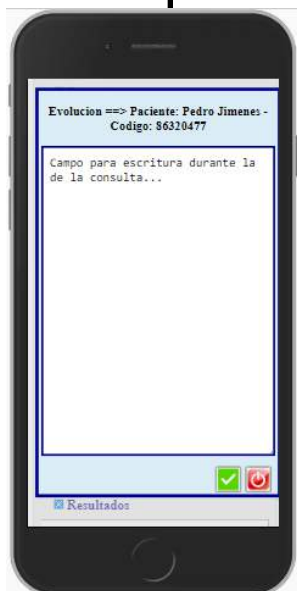 Evolucion ==> Paciente: Pedro Jimenes -
Codigo: 86320477
Campo para escritura durante la
de la consulta...
Resultados